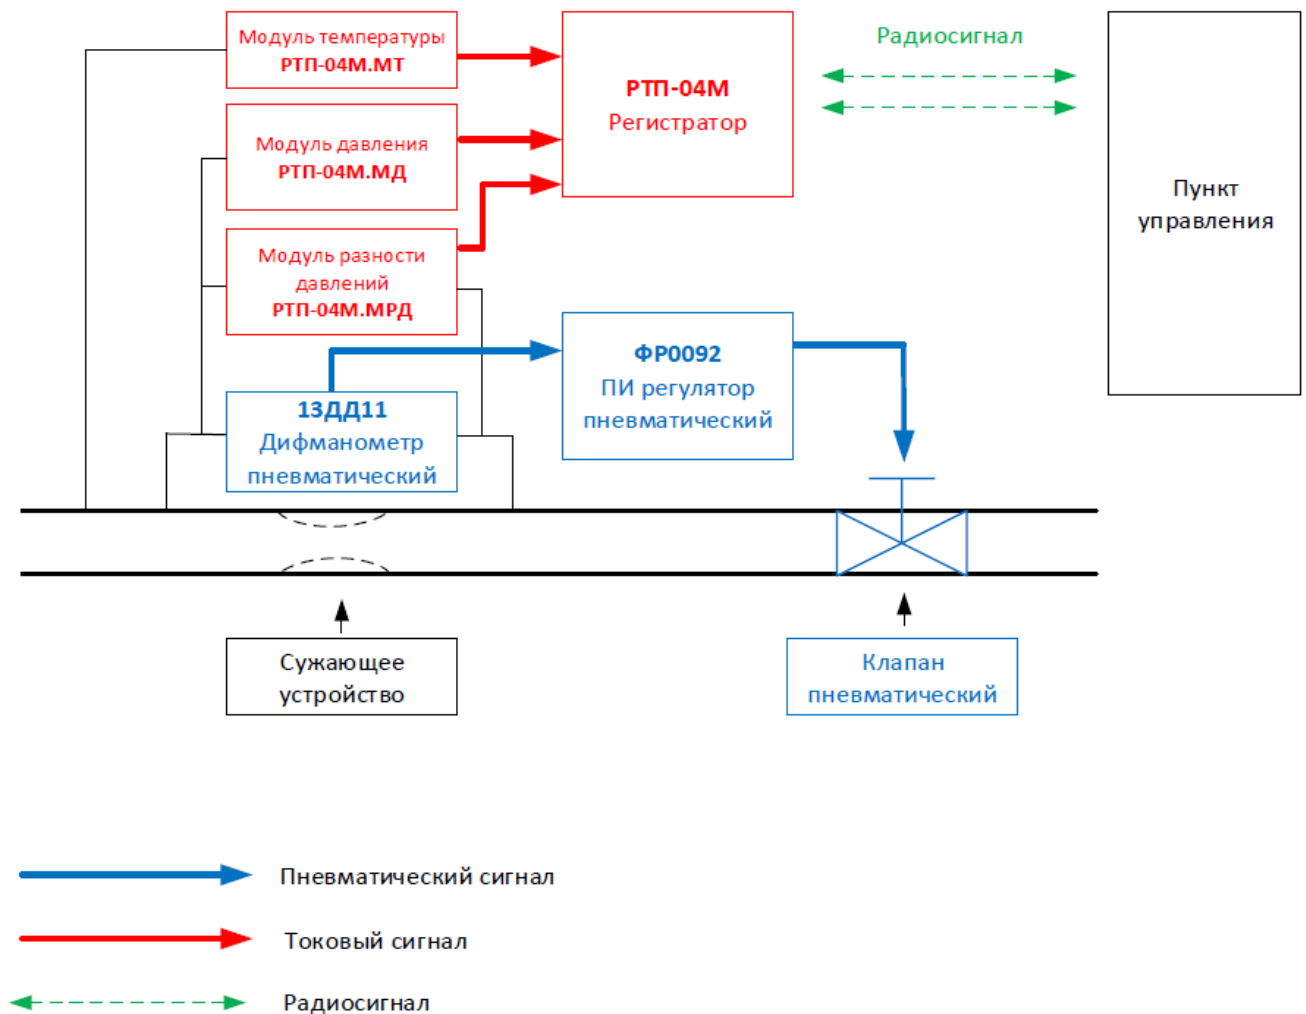 Модуль температуры
РТП-04М.МТ
Модуль давления
РТП-04М.МД
Модуль разности
давлений
РТП-04М.МРД
13ДД11
Дифманометр
пневматический
РТП-04М
Регистратор
ФР0092
ПИ регулятор
пневматический
Радиосигнал
Пункт
управления
Сужающее
устройство
Клапан
пневматический
Пневматический сигнал
Токовый сигнал
Радиосигнал